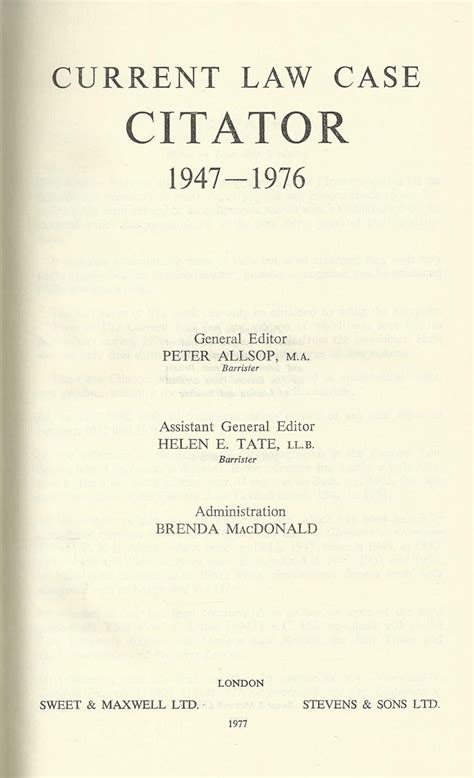 CURRENT LAW CASE
CITATOR
1947—1976
General Editor
PETER ALLSOP, M.A.
Barrister
Assistant General Editor
HELEN E. TATE, LL.B.
Barrister
Administration
BRENDA MACDONALD
LONDON
SWEET & MAXWELL LTD. STEVENS & SONS LTD.
1977